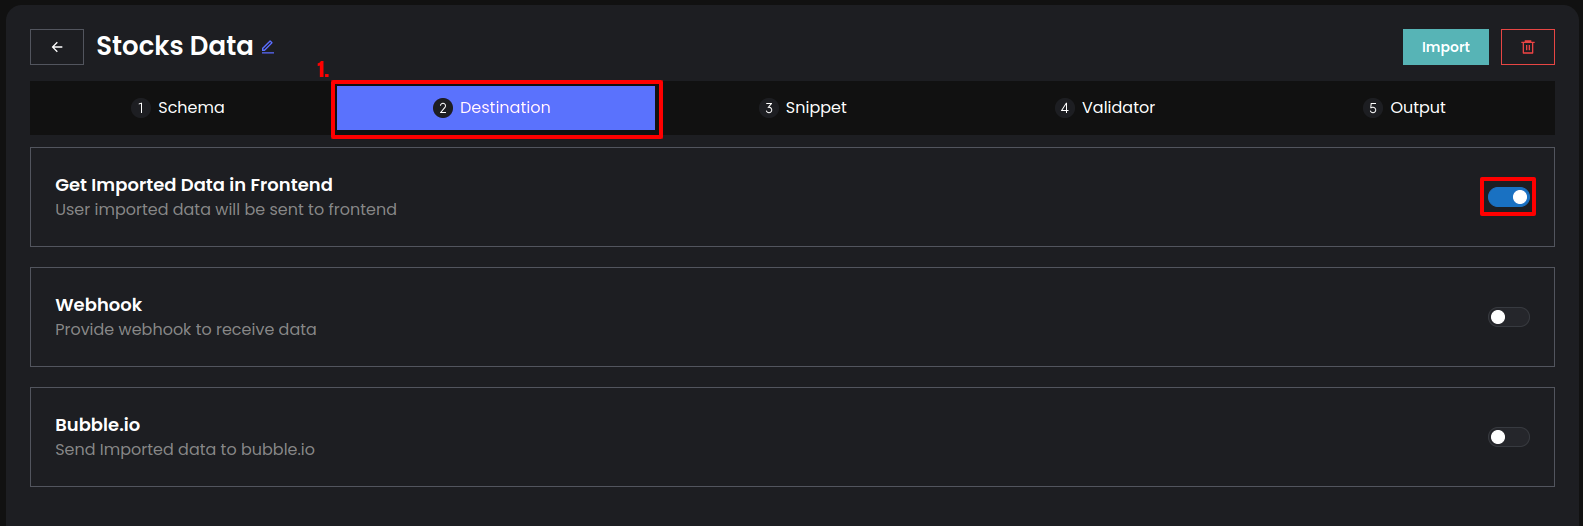 Stocks Data
Import
1.
1 Schema
2 Destination
3 Snippet
4 Validator
5 Output
Get Imported Data in Frontend
User imported data will be sent to frontend
Webhook
Provide webhook to receive data
Bubble.io
Send Imported data to bubble.io